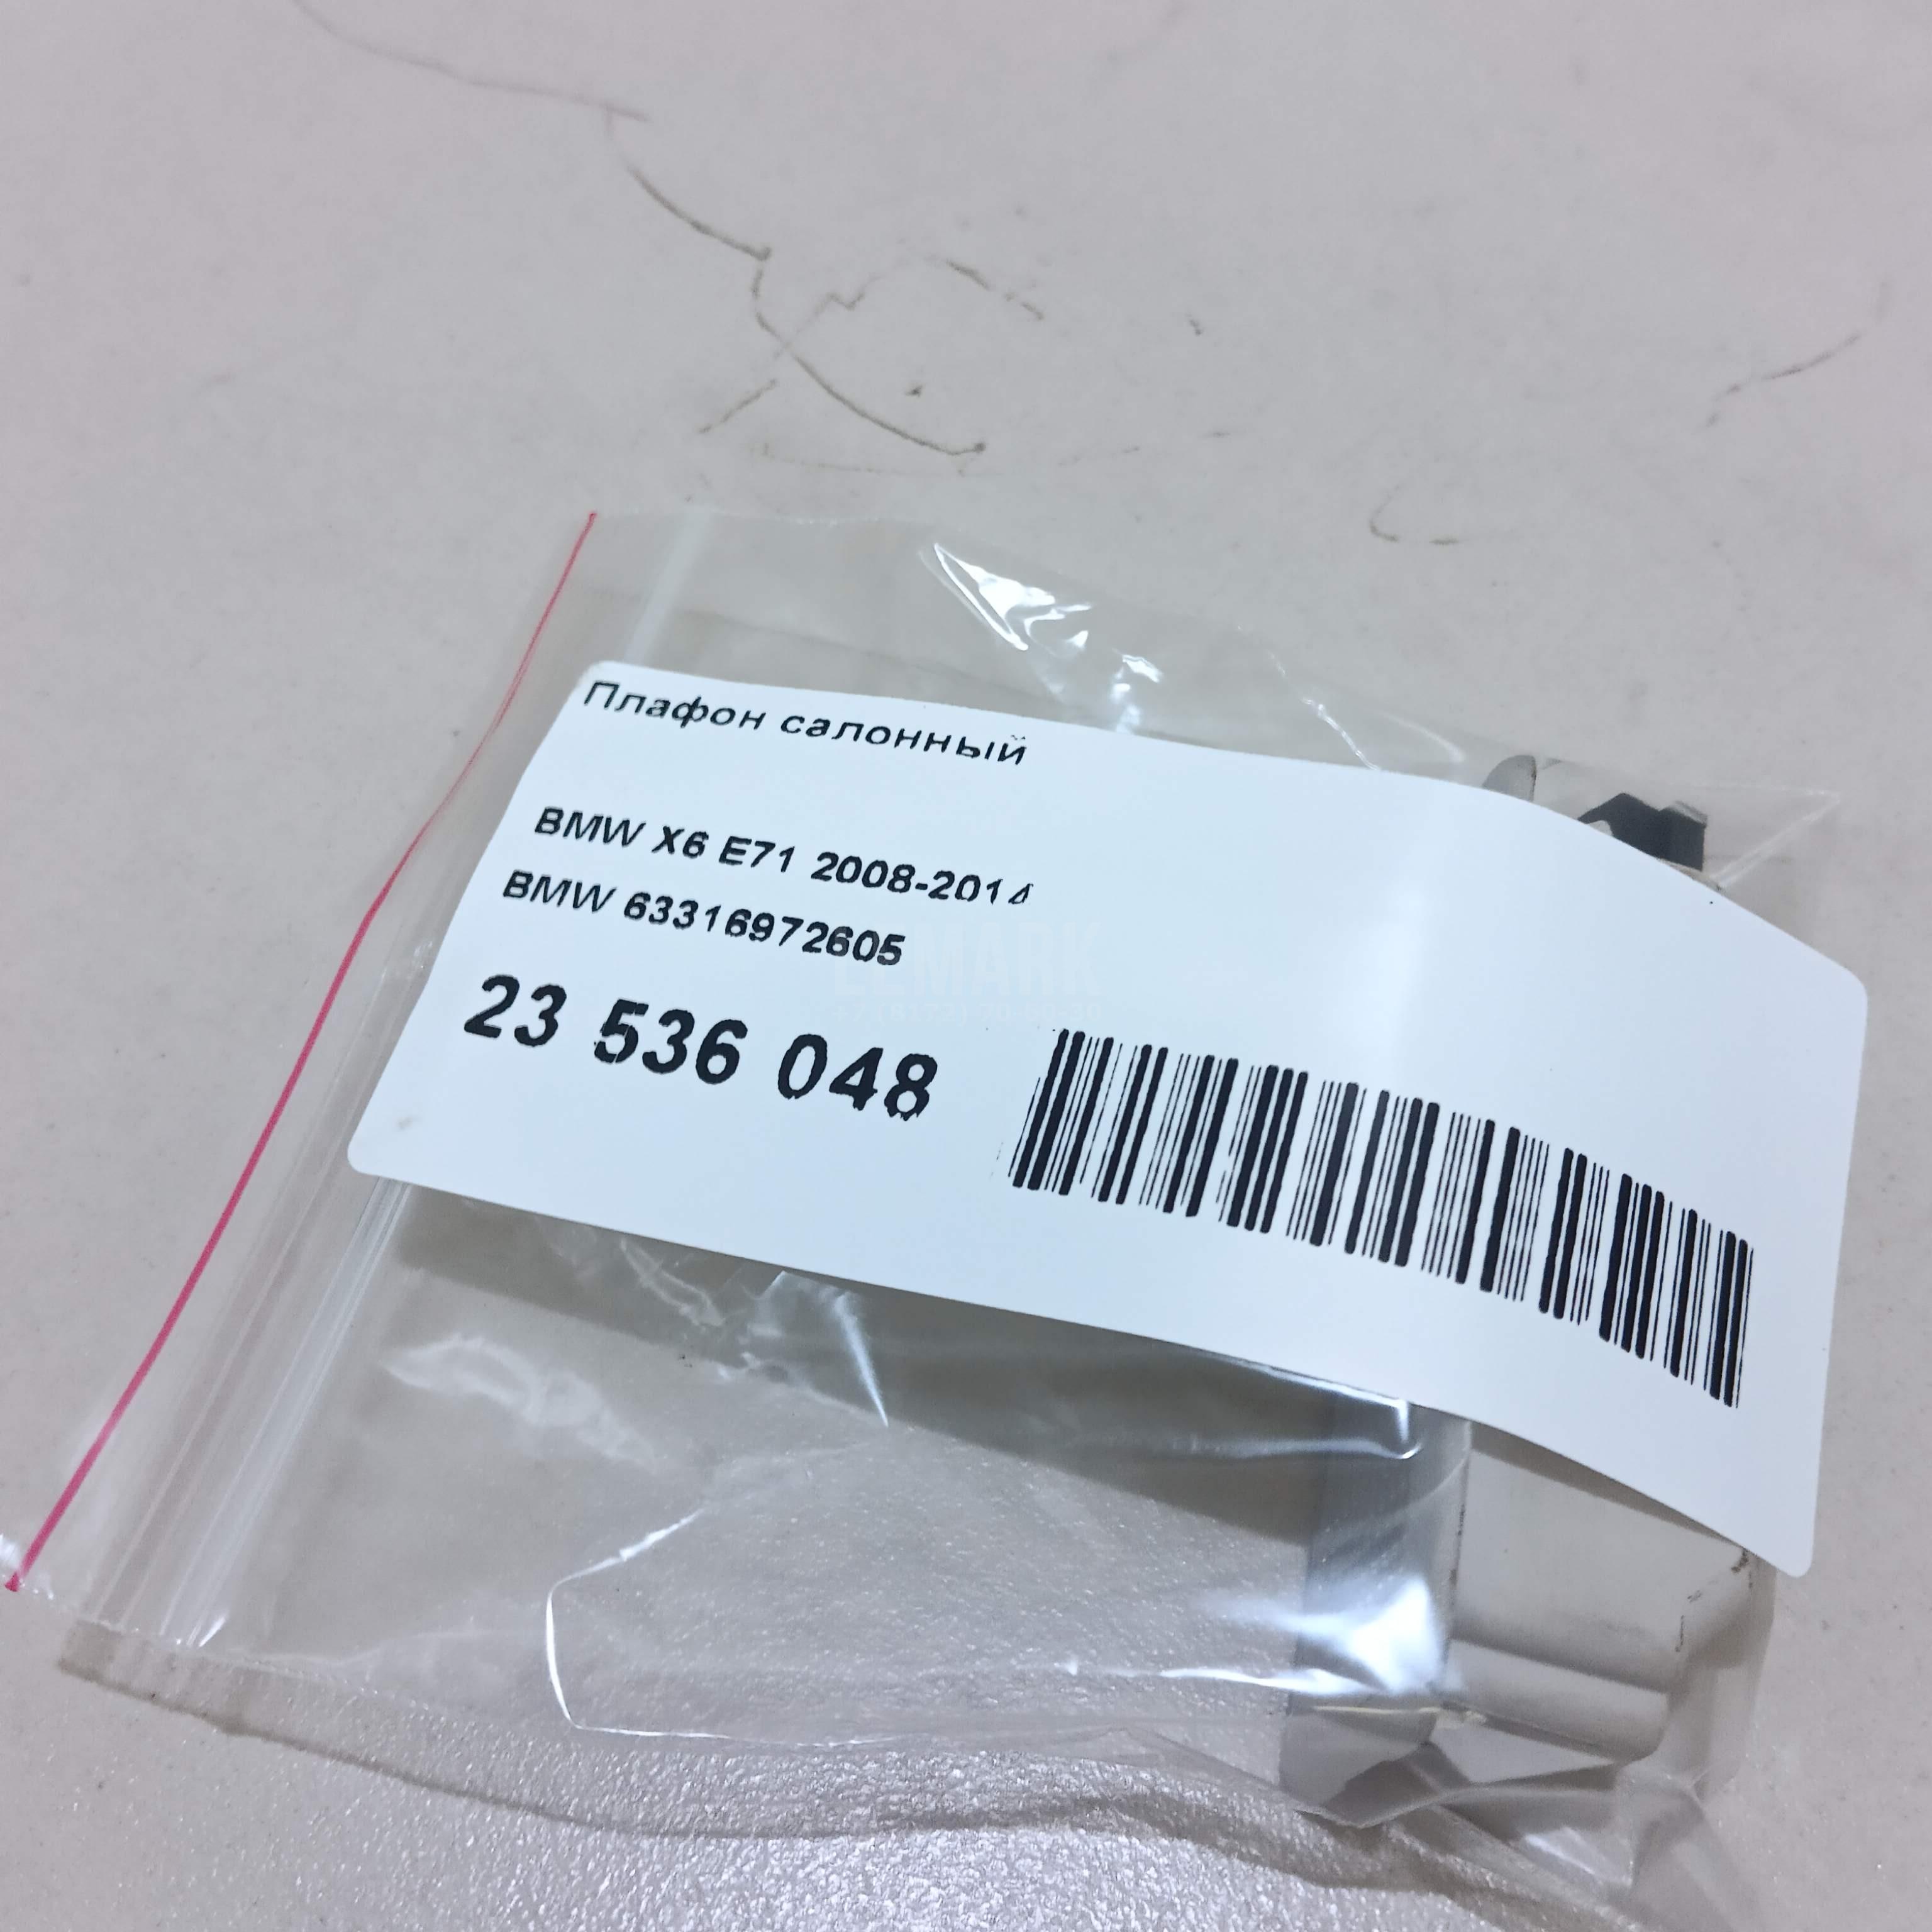 Плафон салонный
BMW X6 E71 2008-2014
BMW 63316972605
23 536 048